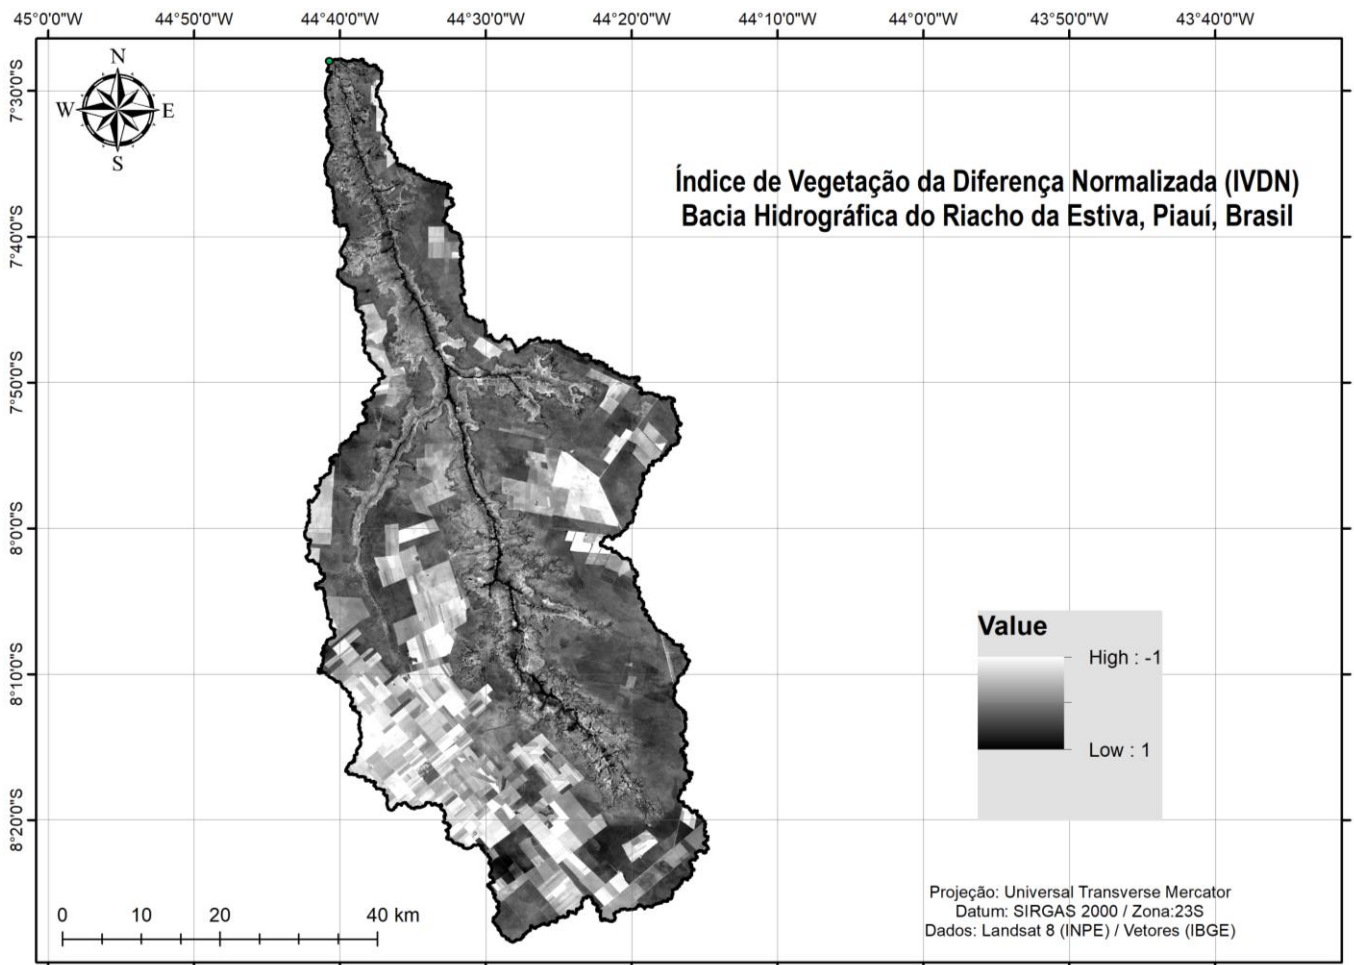 45°0'0"W 44°50'0"W 44°40'0"W 44°30'0"W 44°20'0"W 44°10'0"W 44°0'0"W 43°50'0"W 43°40'0"W
N
W E
S
7°30'0"S
Índice de Vegetação da Diferença Normalizada (IVDN)
Bacia Hidrográfica do Riacho da Estiva, Piauí, Brasil
7°40'0"S
7°50'0"S
8°0'0"S
8°10'0"S
8°20'0"S
Value
High : -1
Low : 1
0 10 20 40 km
Projeção: Universal Transverse Mercator
Datum: SIRGAS 2000 / Zona:23S
Dados: Landsat 8 (INPE) / Vetores (IBGE)